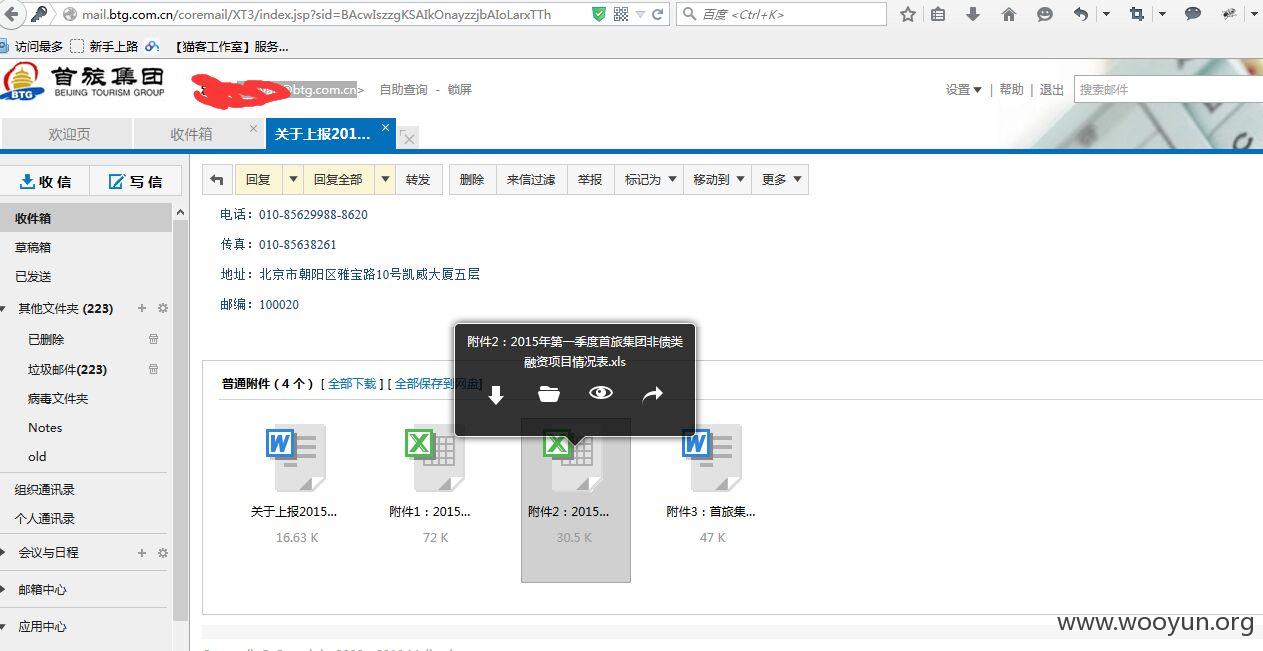 mail.btg.com.cn/coremail/XT3/index.jsp?sid=BAcwIszzgKSAIkOnayzzjbAIoLarxTTh
百度 <Ctrl+K>
访问最多 新手上路 【猫客工作室】服务...
首旅集团
BEIJING TOURISM GROUP
BTG
@btg.com.cn> 自助查询 - 锁屏
设置 | 帮助 | 退出 搜索邮件
欢迎页 收件箱 关于上报201...
收信 写信
回复 回复全部 转发 删除 来信过滤 举报 标记为 移动到 更多
收件箱
草稿箱
已发送
其他文件夹 (223)
已删除
垃圾邮件(223)
病毒文件夹
Notes
old
组织通讯录
个人通讯录
会议与日程
邮箱中心
应用中心
电话：010-85629988-8620
传真：010-85638261
地址：北京市朝阳区雅宝路10号凯威大厦五层
邮编：100020
附件2：2015年第一季度首旅集团非债类
融资项目情况表.xls
普通附件 ( 4 个 ) [ 全部下载 ] [ 全部保存到网盘]
关于上报2015... 附件1：2015... 附件2：2015... 附件3：首旅集...
16.63 K 72 K 30.5 K 47 K
www.wooyun.org